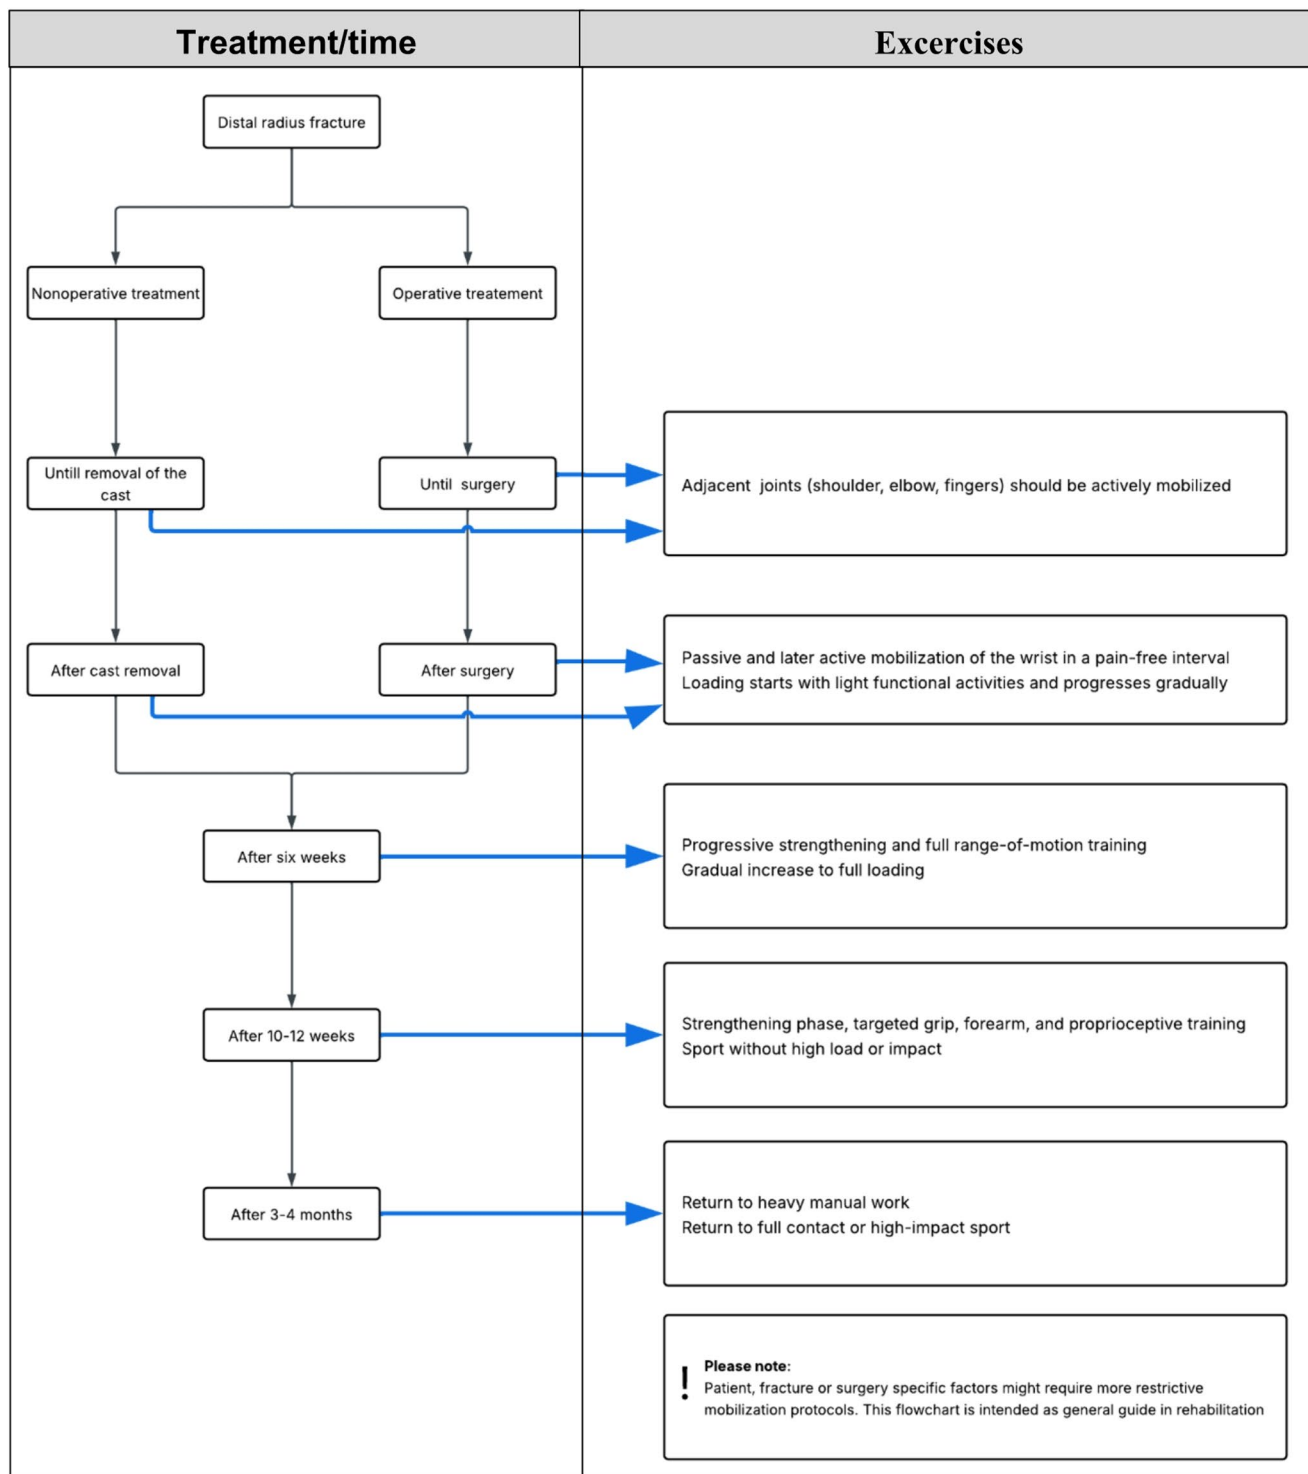 Treatment/time
Excercises
Distal radius fracture
Nonoperative treatment
Operative treatement
Untill removal of the
cast
Until surgery
Adjacent joints (shoulder, elbow, fingers) should be actively mobilized
After cast removal
After surgery
Passive and later active mobilization of the wrist in a pain-free interval
Loading starts with light functional activities and progresses gradually
After six weeks
Progressive strengthening and full range-of-motion training
Gradual increase to full loading
After 10-12 weeks
Strengthening phase, targeted grip, forearm, and proprioceptive training
Sport without high load or impact
After 3-4 months
Return to heavy manual work
Return to full contact or high-impact sport
!
Please note:
Patient, fracture or surgery specific factors might require more restrictive
mobilization protocols. This flowchart is intended as general guide in rehabilitation